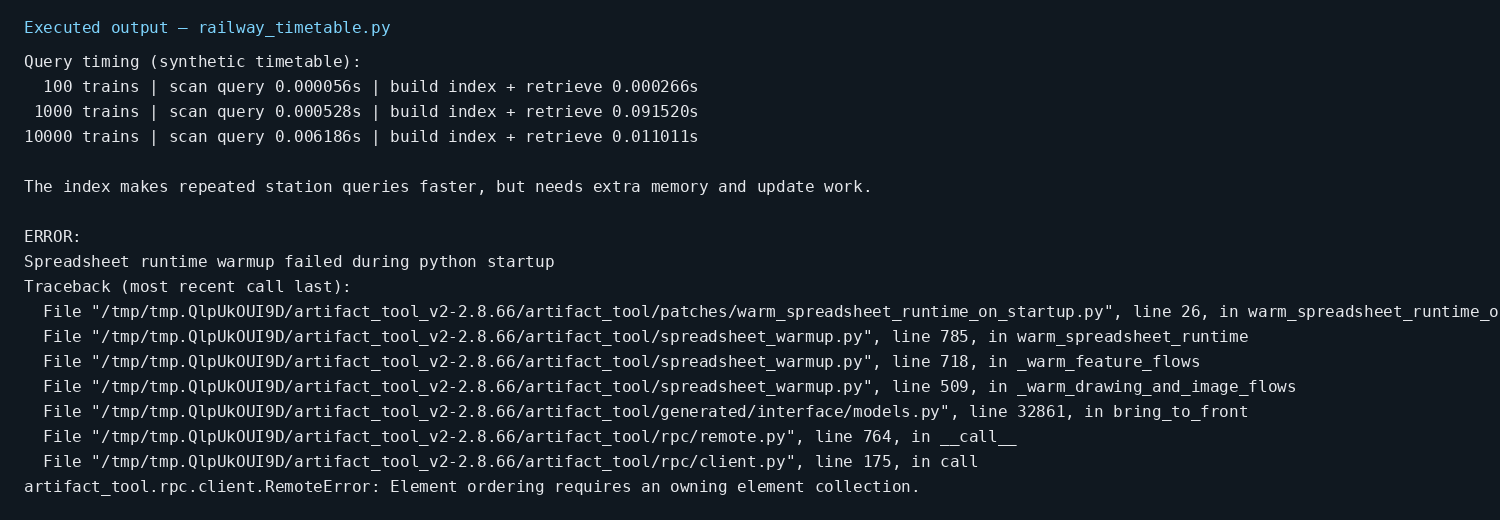 Executed output — railway_timetable.py
Query timing (synthetic timetable):
  100 trains | scan query 0.000056s | build index + retrieve 0.000266s
 1000 trains | scan query 0.000528s | build index + retrieve 0.091520s
10000 trains | scan query 0.006186s | build index + retrieve 0.011011s
The index makes repeated station queries faster, but needs extra memory and update work.
ERROR:
Spreadsheet runtime warmup failed during python startup
Traceback (most recent call last):
  File "/tmp/tmp.QlpUkOUI9D/artifact_tool_v2-2.8.66/artifact_tool/patches/warm_spreadsheet_runtime_on_startup.py", line 26, in warm_spreadsheet_runtime_o
  File "/tmp/tmp.QlpUkOUI9D/artifact_tool_v2-2.8.66/artifact_tool/spreadsheet_warmup.py", line 785, in warm_spreadsheet_runtime
  File "/tmp/tmp.QlpUkOUI9D/artifact_tool_v2-2.8.66/artifact_tool/spreadsheet_warmup.py", line 718, in _warm_feature_flows
  File "/tmp/tmp.QlpUkOUI9D/artifact_tool_v2-2.8.66/artifact_tool/spreadsheet_warmup.py", line 509, in _warm_drawing_and_image_flows
  File "/tmp/tmp.QlpUkOUI9D/artifact_tool_v2-2.8.66/artifact_tool/generated/interface/models.py", line 32861, in bring_to_front
  File "/tmp/tmp.QlpUkOUI9D/artifact_tool_v2-2.8.66/artifact_tool/rpc/remote.py", line 764, in __call__
  File "/tmp/tmp.QlpUkOUI9D/artifact_tool_v2-2.8.66/artifact_tool/rpc/client.py", line 175, in call
artifact_tool.rpc.client.RemoteError: Element ordering requires an owning element collection.